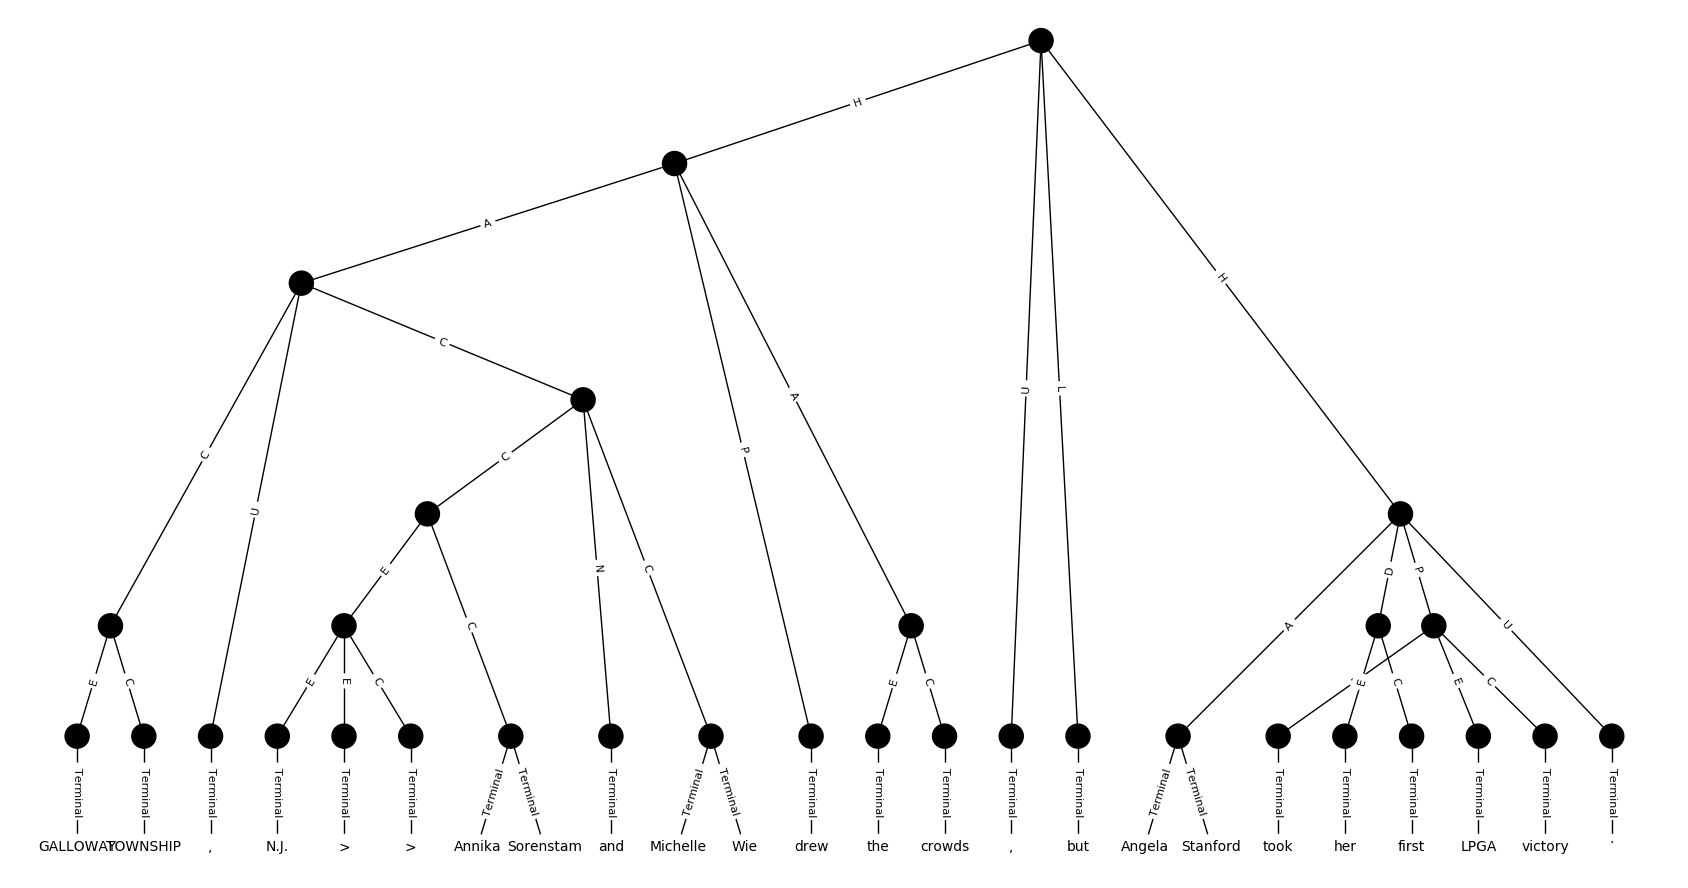 H
A
H
C
C
A
U
L
C
P
C
U
E
N
C
D
P
C
A
U
E
C
E
E
C
E
C
E
C
E
C
Terminal Terminal Terminal Terminal Terminal Terminal Terminal Terminal Terminal Terminal Terminal Terminal Terminal Terminal Terminal Terminal Terminal Terminal Terminal Terminal Terminal Terminal Terminal Terminal
GALLOWAY TOWNSHIP , N.J. > > Annika Sorenstam and Michelle Wie drew the crowds , but Angela Stanford took her first LPGA victory .